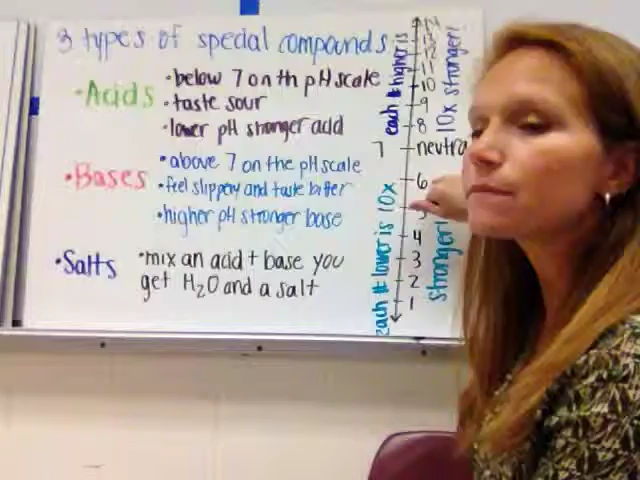 3 types of special compounds
• Acids
• below 7 on th pH scale
• taste sour
• lower pH stronger acid
• Bases
• above 7 on the pH scale
• feel slippery and taste bitter
• higher pH stronger base
• Salts
• mix an acid + base you
get H₂O and a salt
each # higher is
10x stronger!
11
10
9
8
7 neutra
6
5
4
3
2
1
each # lower is 10x
stronger!